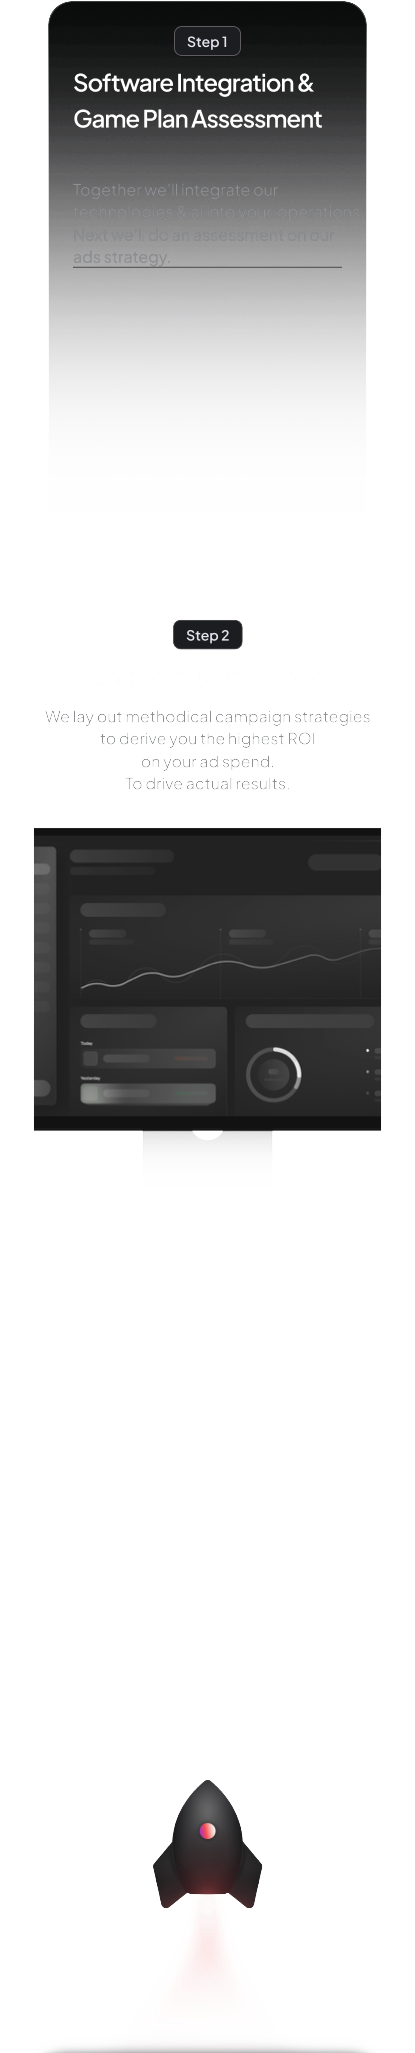 Step 1
Software Integration &
Game Plan Assessment
Together we'll integrate our
technologies & ai into your operations.
Next we'll do an assessment on our
ads strategy.
Step 2
We lay out methodical campaign strategies
to derive you the highest ROI
on your ad spend.
To drive actual results.
Today
Yesterday